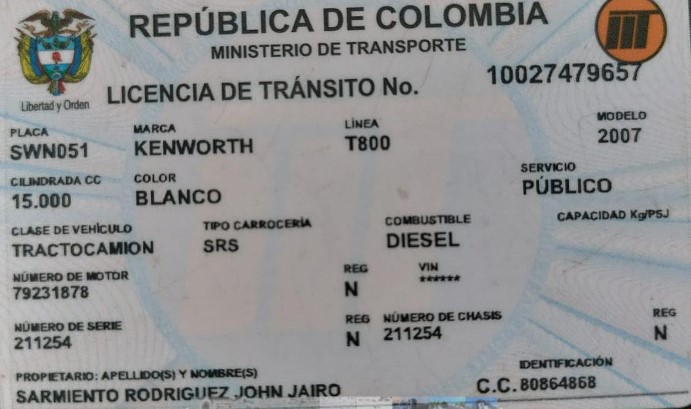 REPÚBLICA DE COLOMBIA
MINISTERIO DE TRANSPORTE
Libertad y Orden
LICENCIA DE TRÁNSITO No. 10027479657
PLACA MARCA LÍNEA MODELO
SWN051 KENWORTH T800 2007
CILINDRADA CC COLOR SERVICIO
15.000 BLANCO PÚBLICO
CLASE DE VEHÍCULO TIPO CARROCERÍA COMBUSTIBLE CAPACIDAD Kg/PSJ
TRACTOCAMION SRS DIESEL
NÚMERO DE MOTOR REG VIN
79231878 N ******
NÚMERO DE SERIE REG NÚMERO DE CHASIS REG
211254 N 211254 N
PROPIETARIO: APELLIDO(S) Y NOMBRE(S) IDENTIFICACIÓN
SARMIENTO RODRIGUEZ JOHN JAIRO C.C. 80864868